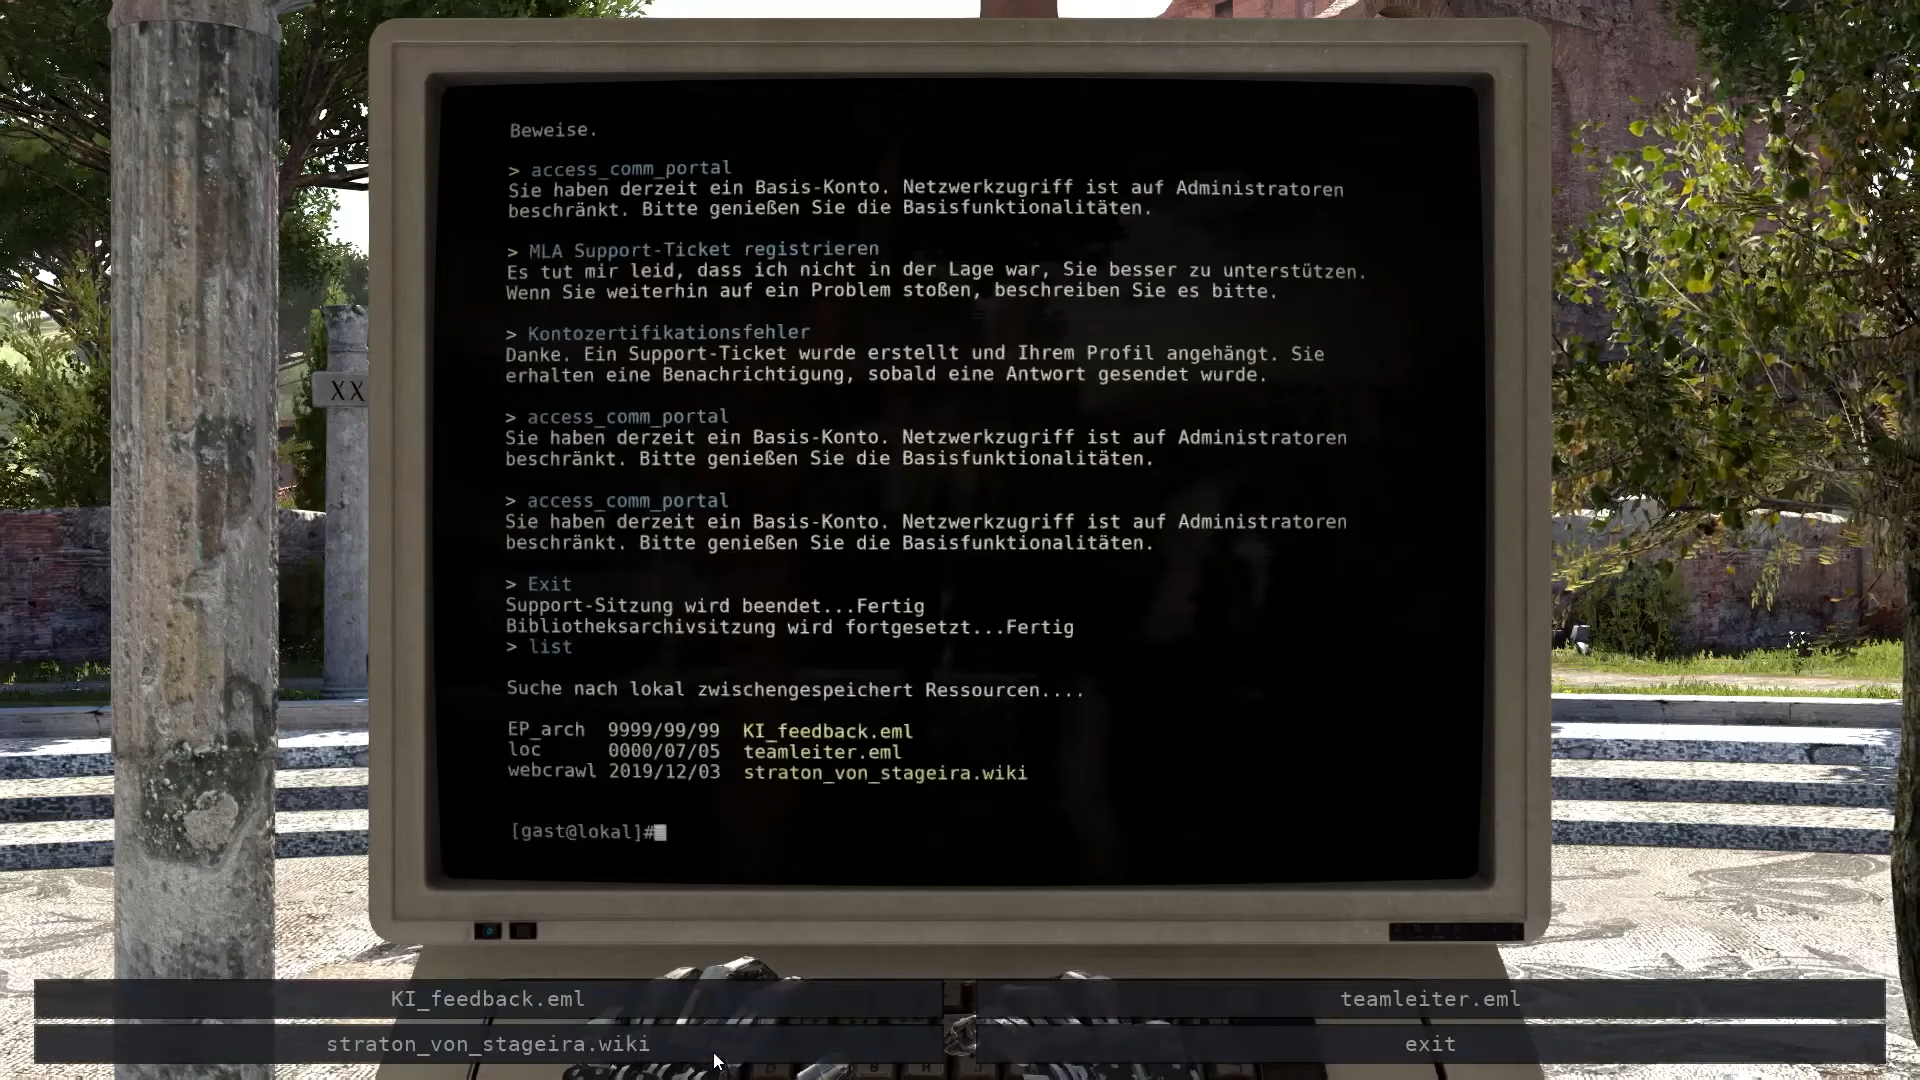 Beweise.
> access_comm_portal
Sie haben derzeit ein Basis-Konto. Netzwerkzugriff ist auf Administratoren
beschränkt. Bitte genießen Sie die Basisfunktionalitäten.
> MLA Support-Ticket registrieren
Es tut mir leid, dass ich nicht in der Lage war, Sie besser zu unterstützen.
Wenn Sie weiterhin auf ein Problem stoßen, beschreiben Sie es bitte.
> Kontozertifikationsfehler
Danke. Ein Support-Ticket wurde erstellt und Ihrem Profil angehängt. Sie
erhalten eine Benachrichtigung, sobald eine Antwort gesendet wurde.
> access_comm_portal
Sie haben derzeit ein Basis-Konto. Netzwerkzugriff ist auf Administratoren
beschränkt. Bitte genießen Sie die Basisfunktionalitäten.
> access_comm_portal
Sie haben derzeit ein Basis-Konto. Netzwerkzugriff ist auf Administratoren
beschränkt. Bitte genießen Sie die Basisfunktionalitäten.
> Exit
Support-Sitzung wird beendet...Fertig
Bibliotheksarchivsitzung wird fortgesetzt...Fertig
> list
Suche nach lokal zwischengespeichert Ressourcen....
EP_arch 9999/99/99 KI_feedback.eml
loc 0000/07/05 teamleiter.eml
webcrawl 2019/12/03 straton_von_stageira.wiki
[gast@lokal]#
XX
KI_feedback.eml
teamleiter.eml
straton_von_stageira.wiki
exit